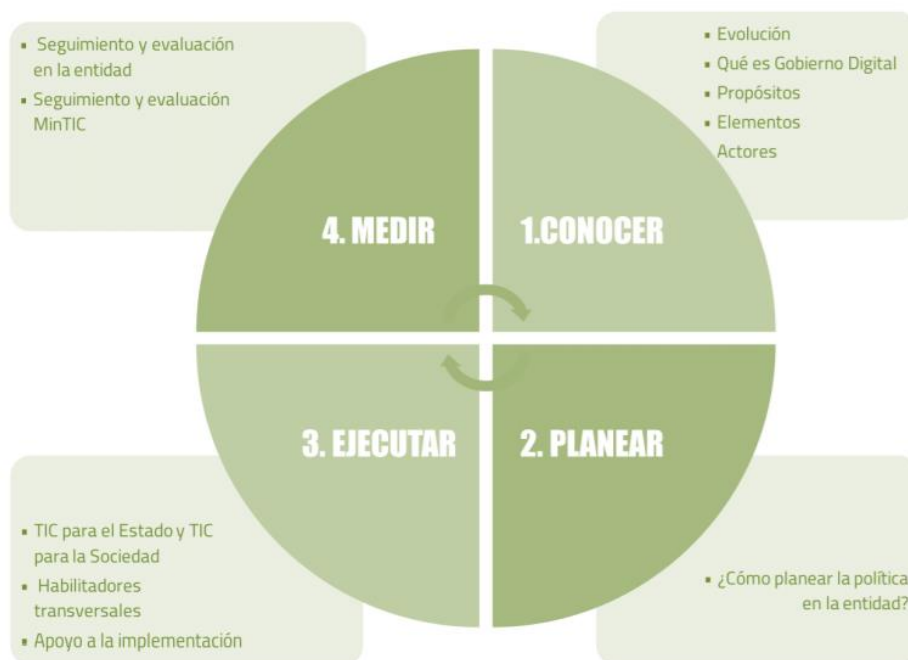 ▪ Seguimiento y evaluación
en la entidad
▪ Seguimiento y evaluación
MinTIC
▪ Evolución
▪ Qué es Gobierno Digital
▪ Propósitos
▪ Elementos
Actores
4. MEDIR
1.CONOCER
3. EJECUTAR
2. PLANEAR
▪ TIC para el Estado y TIC
para la Sociedad
▪ Habilitadores
transversales
▪ Apoyo a la implementación
▪ ¿Cómo planear la política
en la entidad?